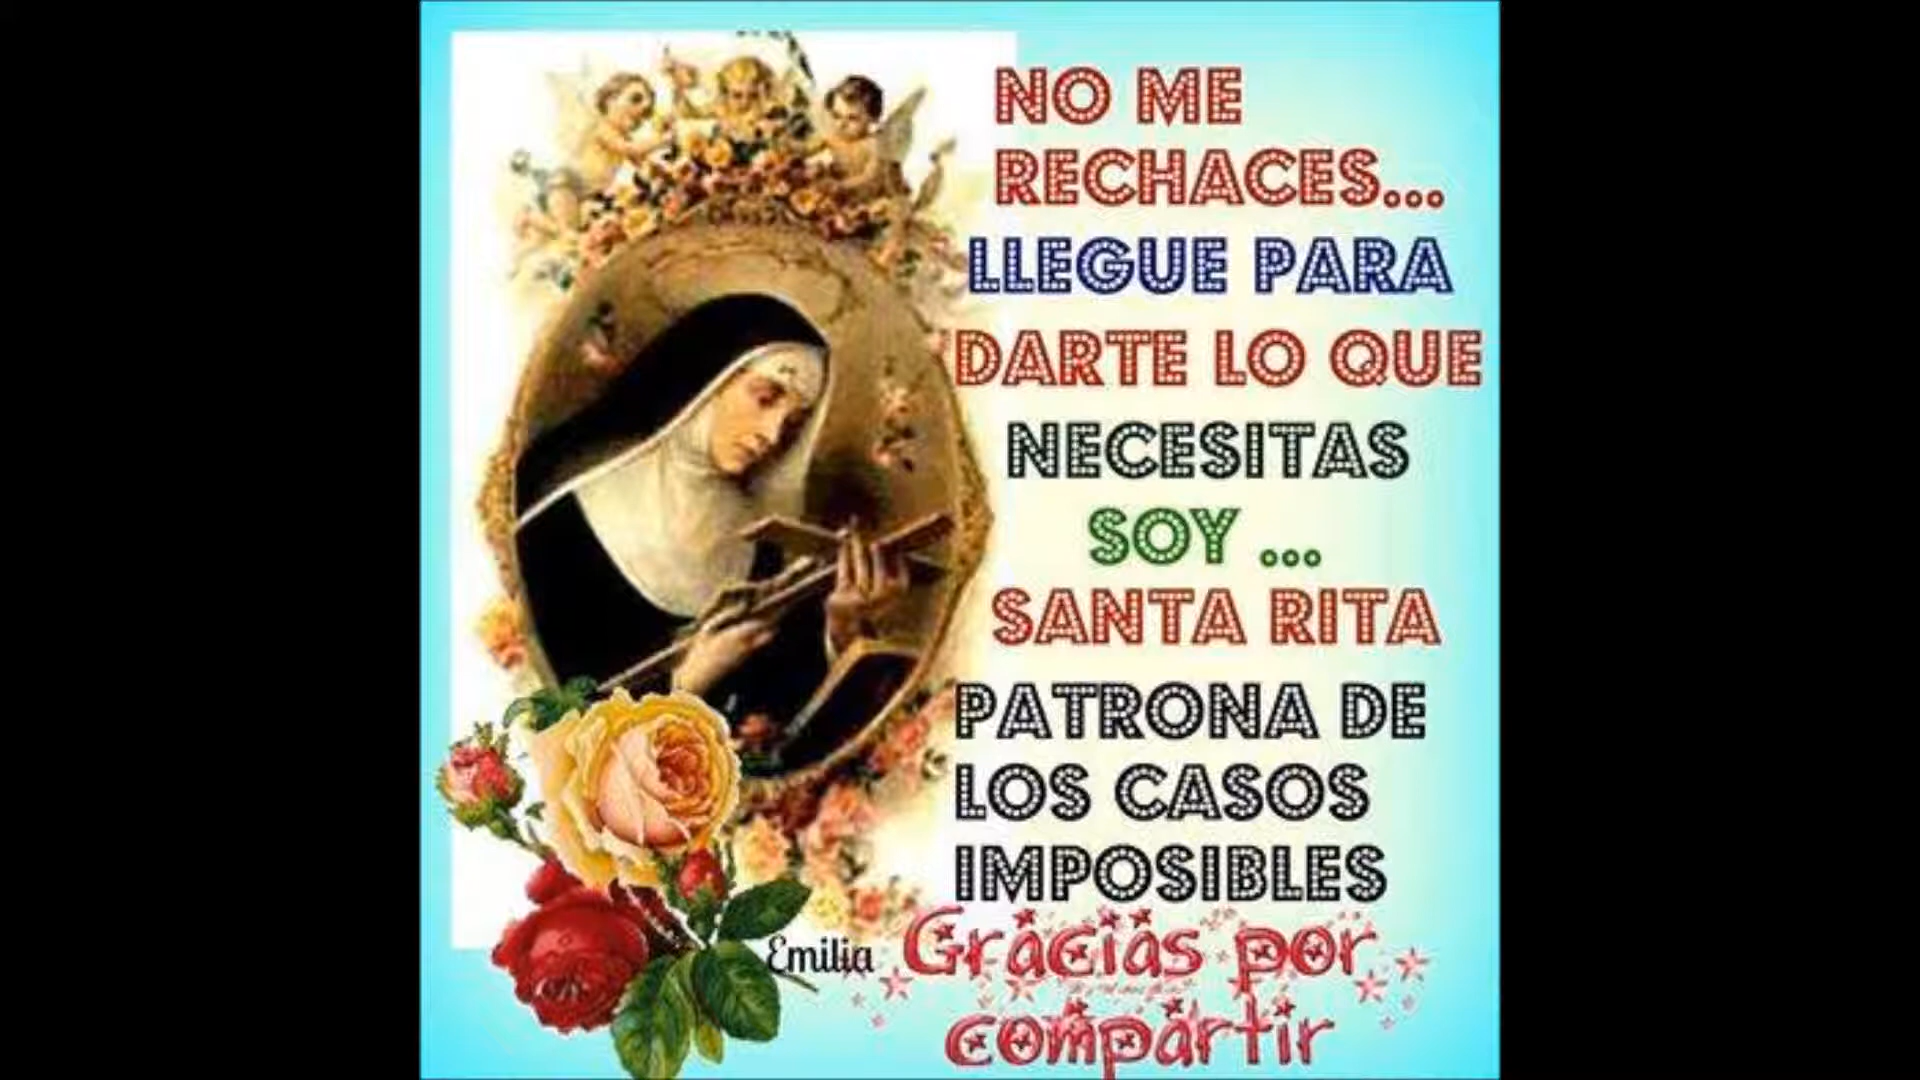 NO ME
RECHACES...
LLEGUE PARA
DARTE LO QUE
NECESITAS
SOY ...
SANTA RITA
PATRONA DE
LOS CASOS
IMPOSIBLES
Emilia
Gracias por
compartir